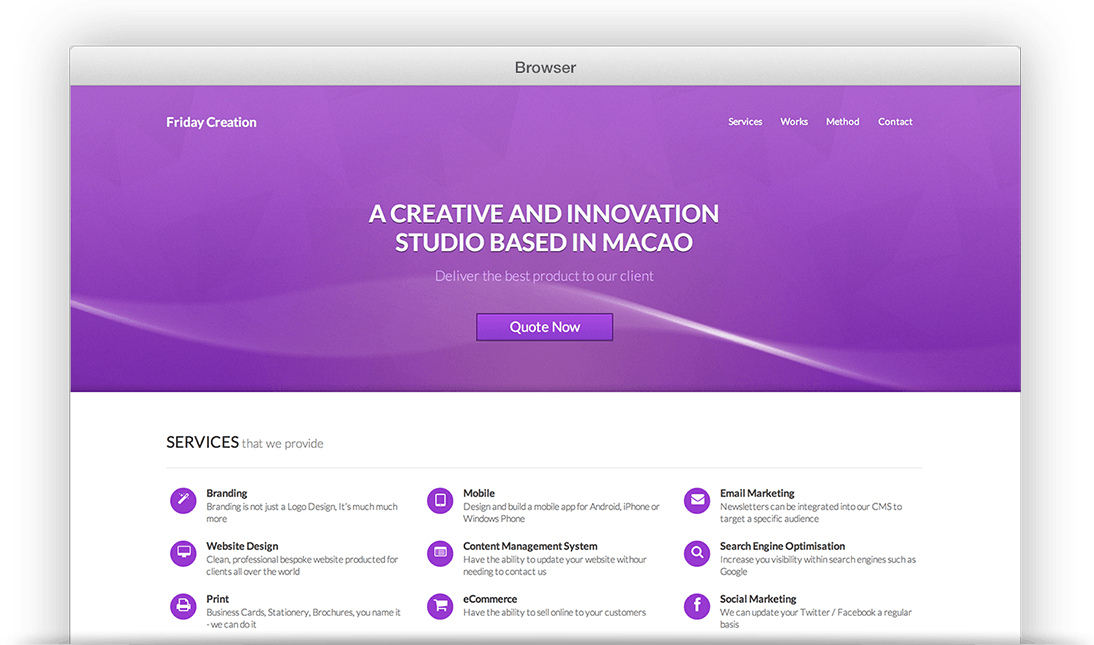 Browser
Friday Creation
Services Works Method Contact
A CREATIVE AND INNOVATION
STUDIO BASED IN MACAO
Deliver the best product to our client
Quote Now
SERVICES that we provide
Branding
Branding is not just a Logo Design, It's much much
more
Mobile
Design and build a mobile app for Android, iPhone or
Windows Phone
Email Marketing
Newsletters can be integrated into our CMS to
target a specific audience
Website Design
Clean, professional bespoke website producted for
clients all over the world
Content Management System
Have the ability to update your website withour
needing to contact us
Search Engine Optimisation
Increase you visibility within search engines such as
Google
Print
Business Cards, Stationery, Brochures, you name it
- we can do it
eCommerce
Have the ability to sell online to your customers
Social Marketing
We can update your Twitter / Facebook a regular
basis